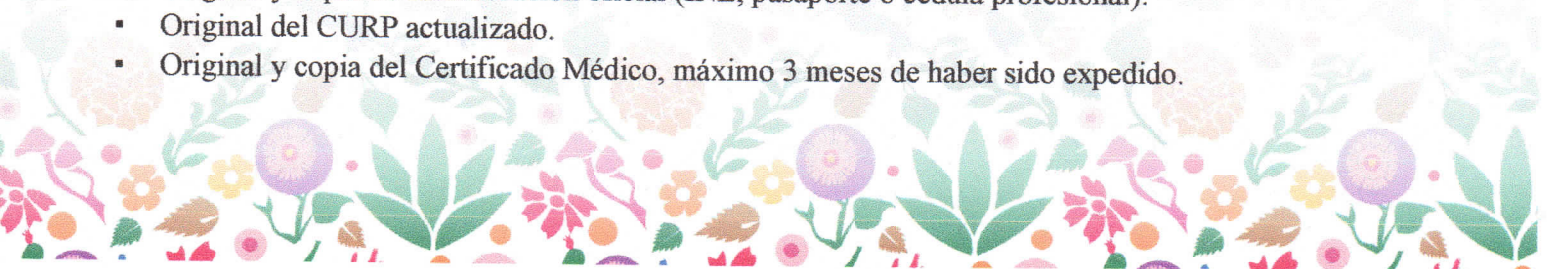 ▪ Original del CURP actualizado.
▪ Original y copia del Certificado Médico, máximo 3 meses de haber sido expedido.